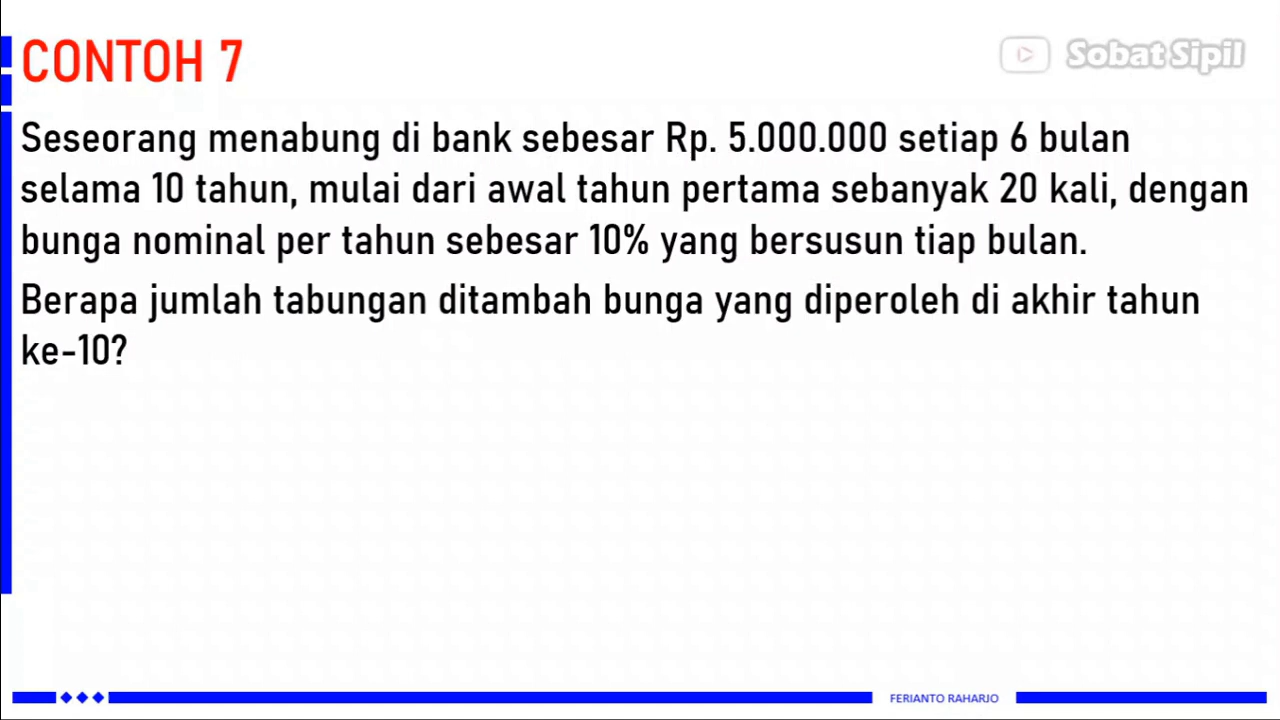 CONTOH 7
Sobat Sipil
Seseorang menabung di bank sebesar Rp. 5.000.000 setiap 6 bulan
selama 10 tahun, mulai dari awal tahun pertama sebanyak 20 kali, dengan
bunga nominal per tahun sebesar 10% yang bersusun tiap bulan.
Berapa jumlah tabungan ditambah bunga yang diperoleh di akhir tahun
ke-10?
FERIANTO RAHARJO